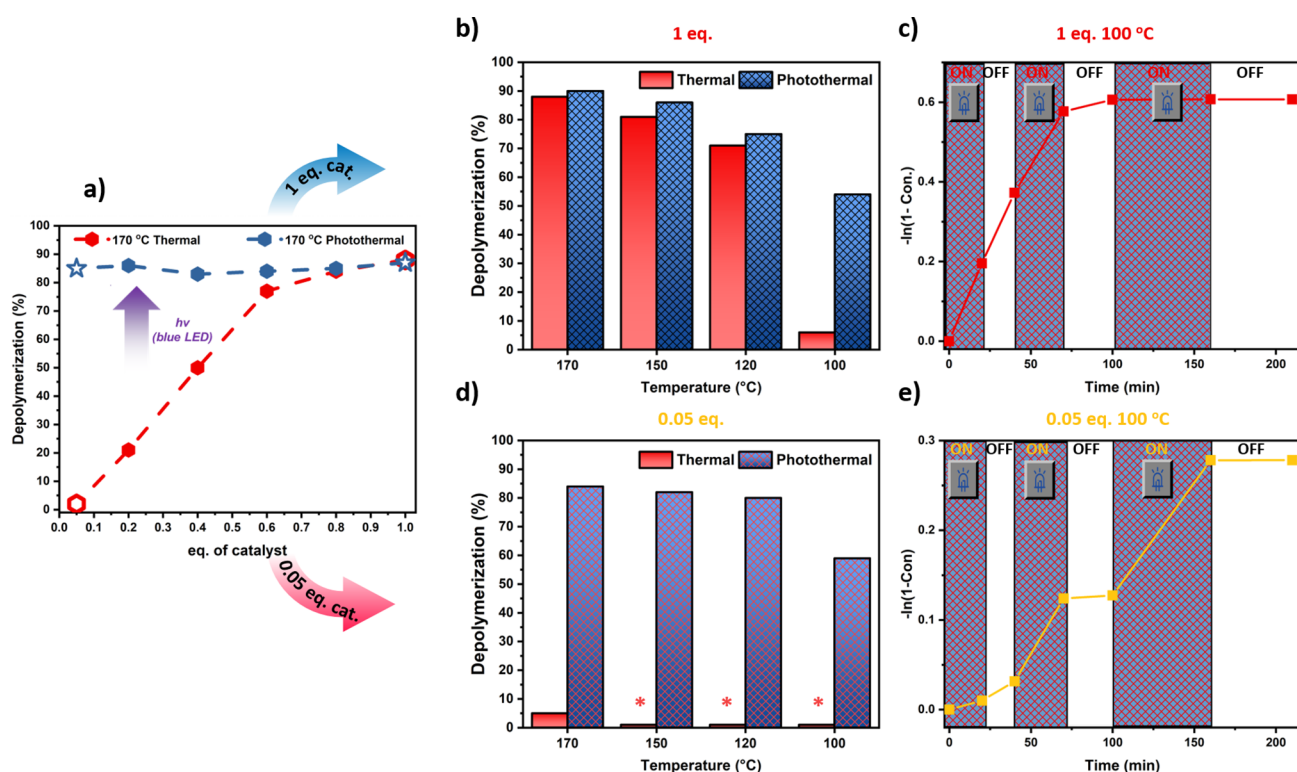 a)
1 eq. cat.
170 °C Thermal
170 °C Photothermal
Depolymerization (%)
100
90
80
70
60
50
40
30
20
10
0
hv
(blue LED)
0.0 0.1 0.2 0.3 0.4 0.5 0.6 0.7 0.8 0.9 1.0
eq. of catalyst
0.05 eq. cat.
b)
1 eq.
Thermal
Photothermal
Depolymerization (%)
100
90
80
70
60
50
40
30
20
10
0
170 150 120 100
Temperature (°C)
c)
1 eq. 100 °C
ON OFF ON OFF ON OFF
-ln(1- Con.)
0.6
0.4
0.2
0.0
0 50 100 150 200
Time (min)
d)
0.05 eq.
Thermal
Photothermal
Depolymerization (%)
100
90
80
70
60
50
40
30
20
10
0
* * *
170 150 120 100
Temperature (°C)
e)
0.05 eq. 100 °C
ON OFF ON OFF ON OFF
-ln(1-Con)
0.3
0.2
0.1
0.0
0 50 100 150 200
Time (min)